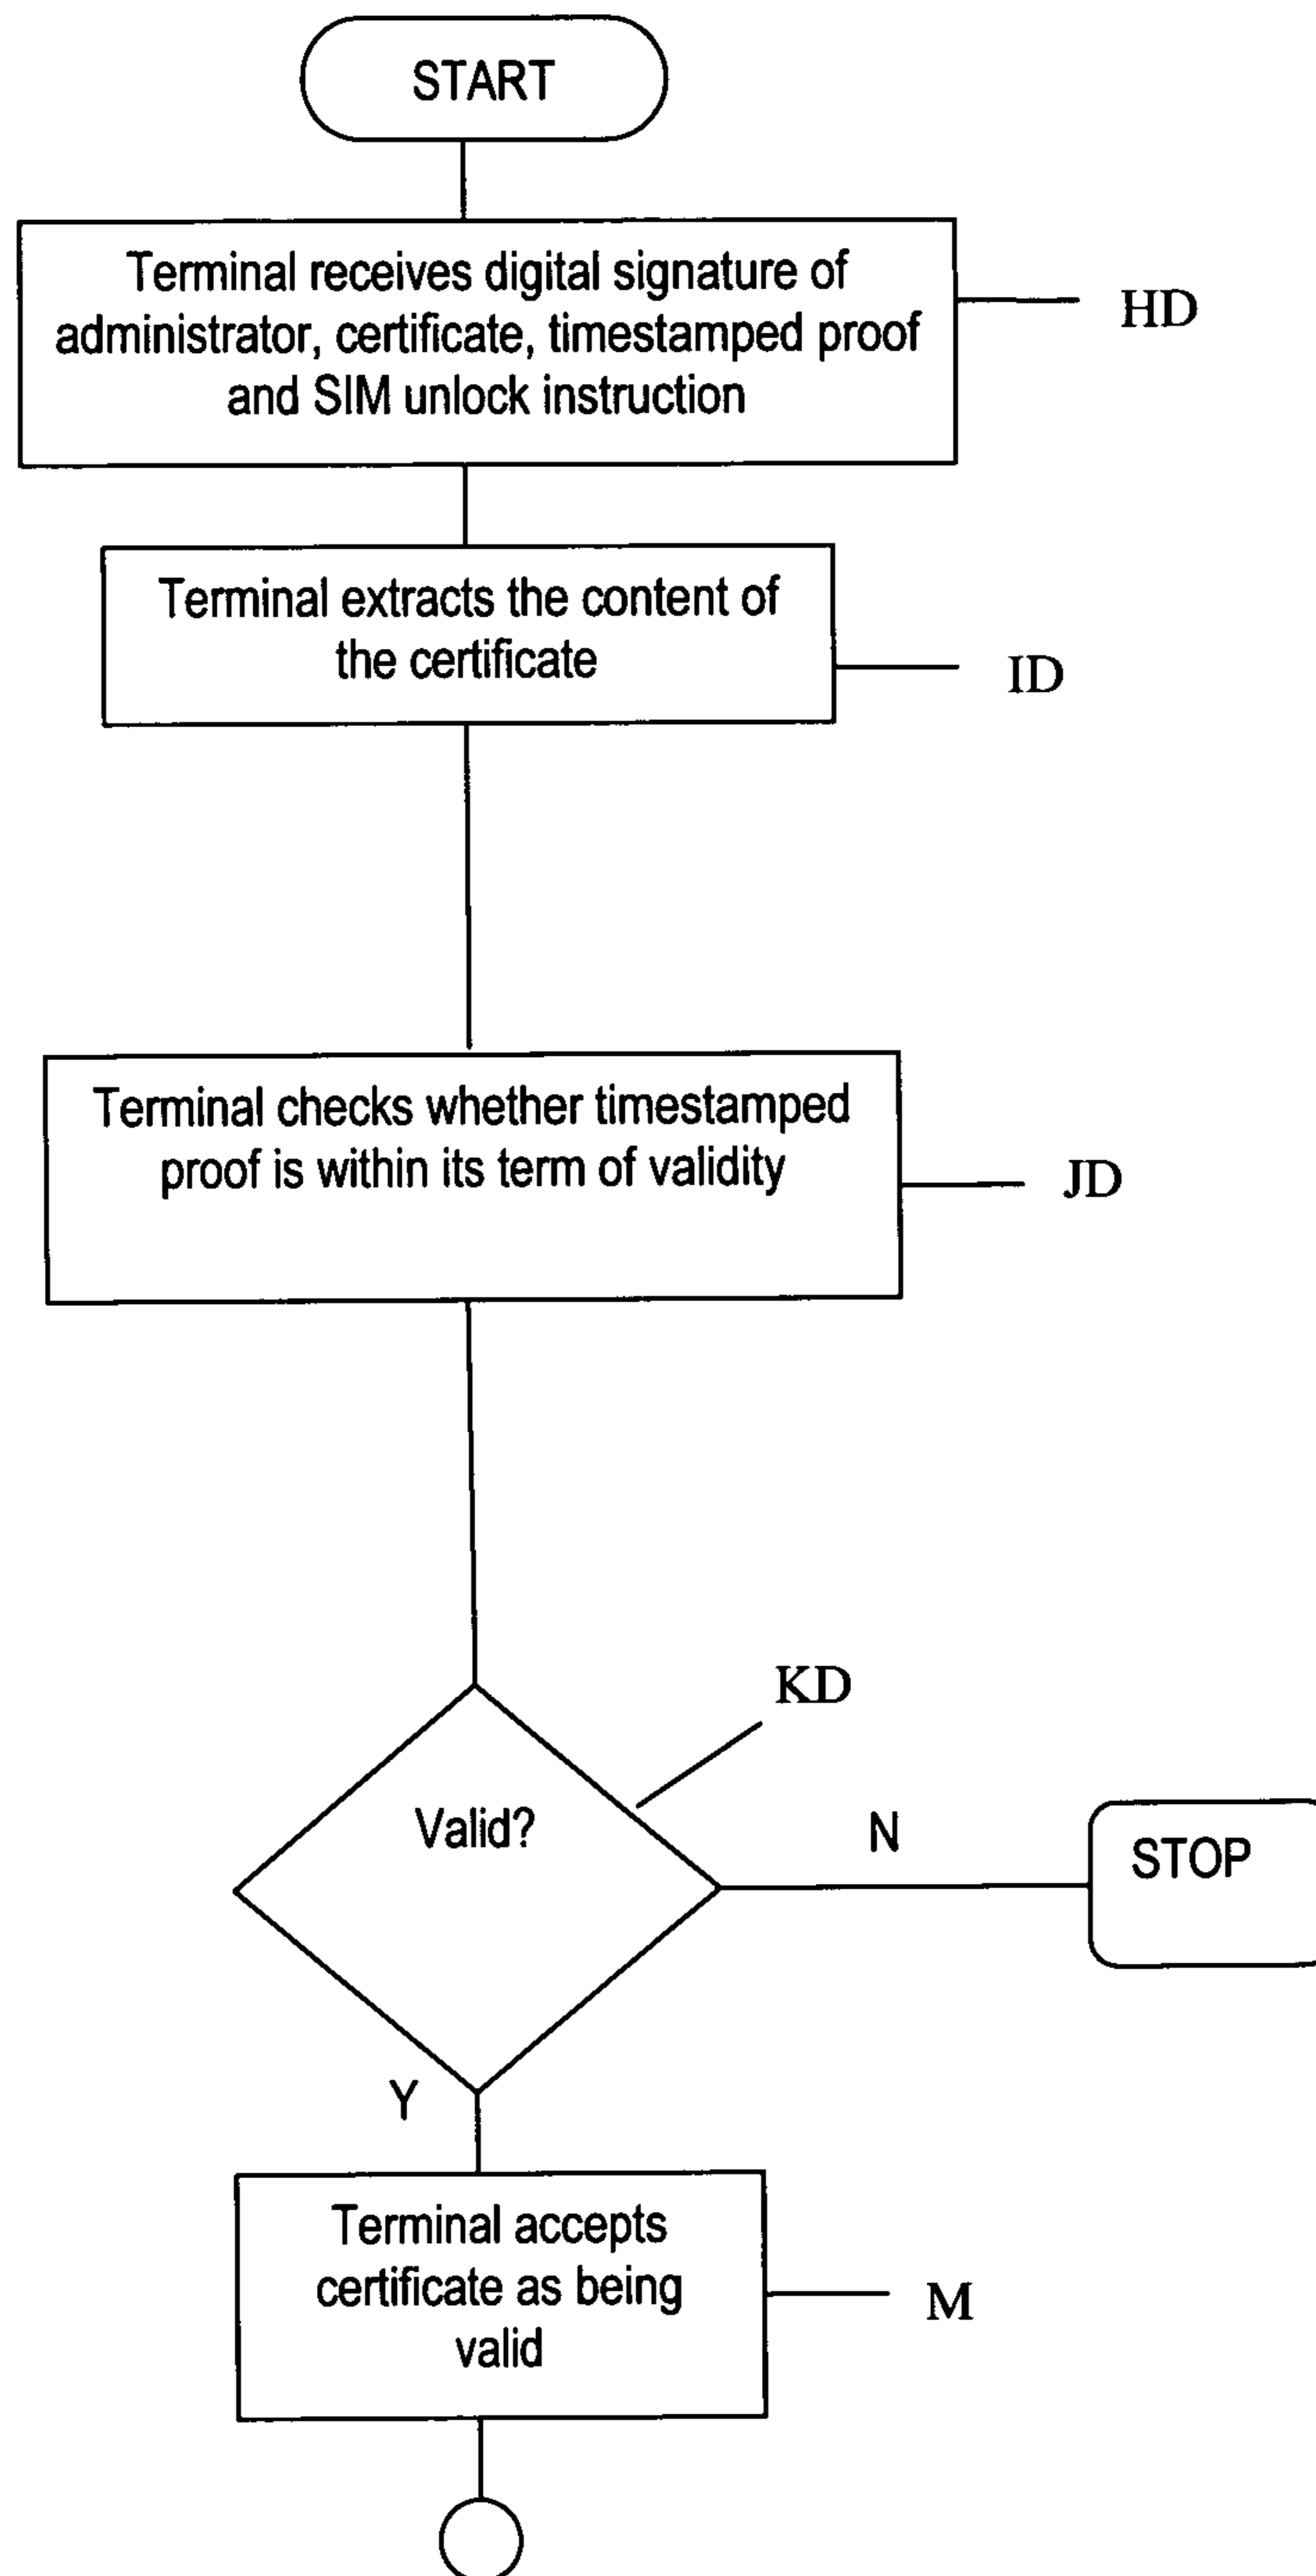 START
Terminal receives digital signature of
administrator, certificate, timestamped proof
and SIM unlock instruction
HD
Terminal extracts the content of
the certificate
ID
Terminal checks whether timestamped
proof is within its term of validity
JD
KD
Valid?
N
STOP
Y
Terminal accepts
certificate as being
valid
M